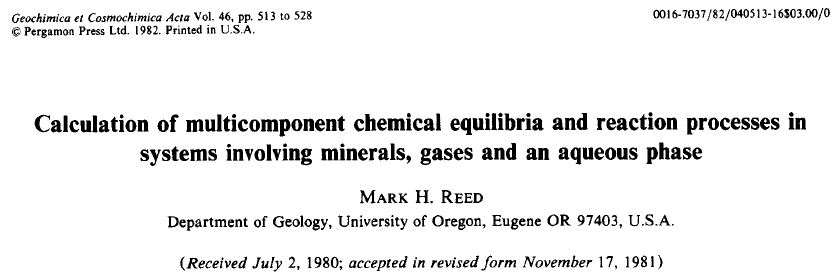 Geochimica et Cosmochimica Acta Vol. 46, pp. 513 to 528
© Pergamon Press Ltd. 1982. Printed in U.S.A.
0016-7037/82/040513-16$03.00/0
Calculation of multicomponent chemical equilibria and reaction processes in
systems involving minerals, gases and an aqueous phase
MARK H. REED
Department of Geology, University of Oregon, Eugene OR 97403, U.S.A.
(Received July 2, 1980; accepted in revised form November 17, 1981)